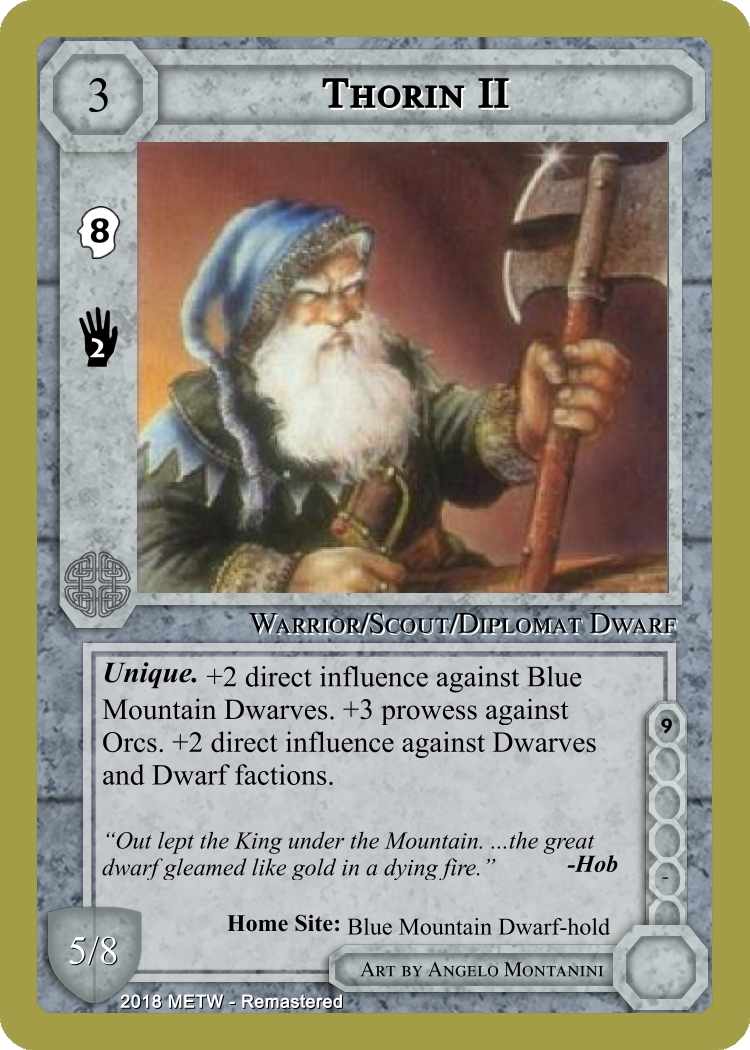 3
Thorin II
8
2
Warrior/Scout/Diplomat Dwarf
Unique. +2 direct influence against Blue
Mountain Dwarves. +3 prowess against
Orcs. +2 direct influence against Dwarves
and Dwarf factions.
9
“Out lept the King under the Mountain. ...the great
dwarf gleamed like gold in a dying fire.” -Hob
-
Home Site: Blue Mountain Dwarf-hold
5/8
Art by Angelo Montanini
2018 METW - Remastered